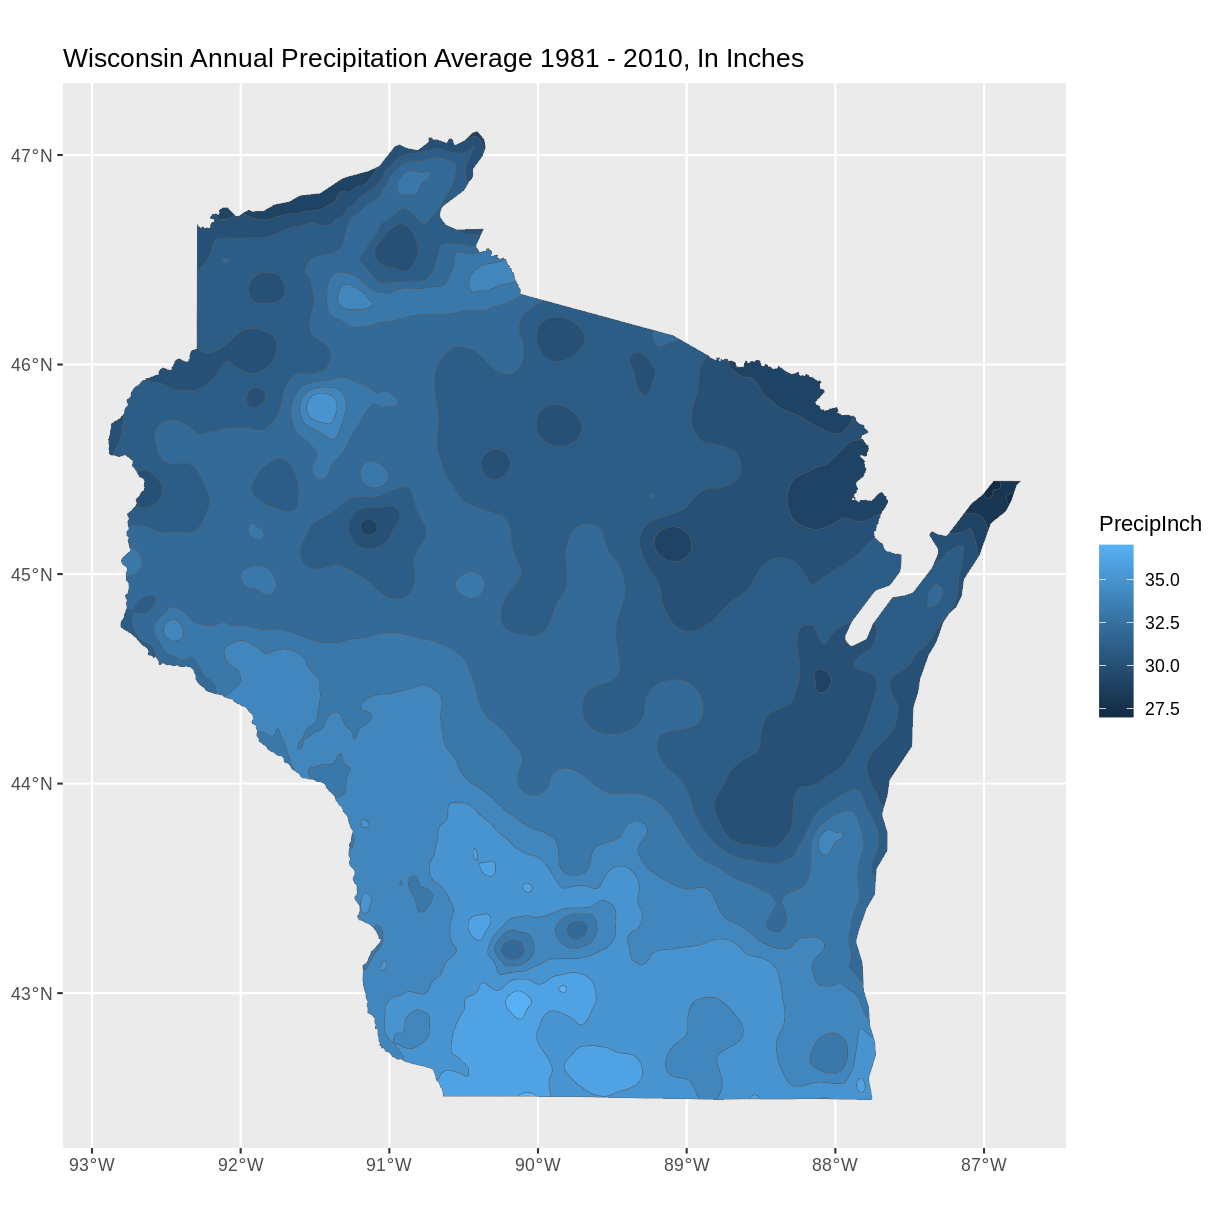 Wisconsin Annual Precipitation Average 1981 - 2010, In Inches
47°N
46°N
45°N
44°N
43°N
93°W
92°W
91°W
90°W
89°W
88°W
87°W
PrecipInch
35.0
32.5
30.0
27.5